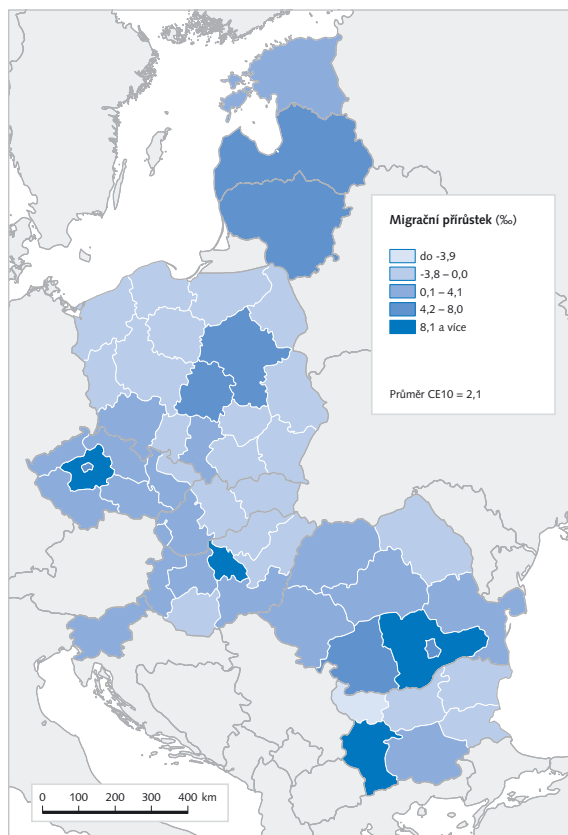 Migrační přírůstek (‰)
do -3,9
-3,8 – 0,0
0,1 – 4,1
4,2 – 8,0
8,1 a více
Průměr CE10 = 2,1
0 100 200 300 400 km